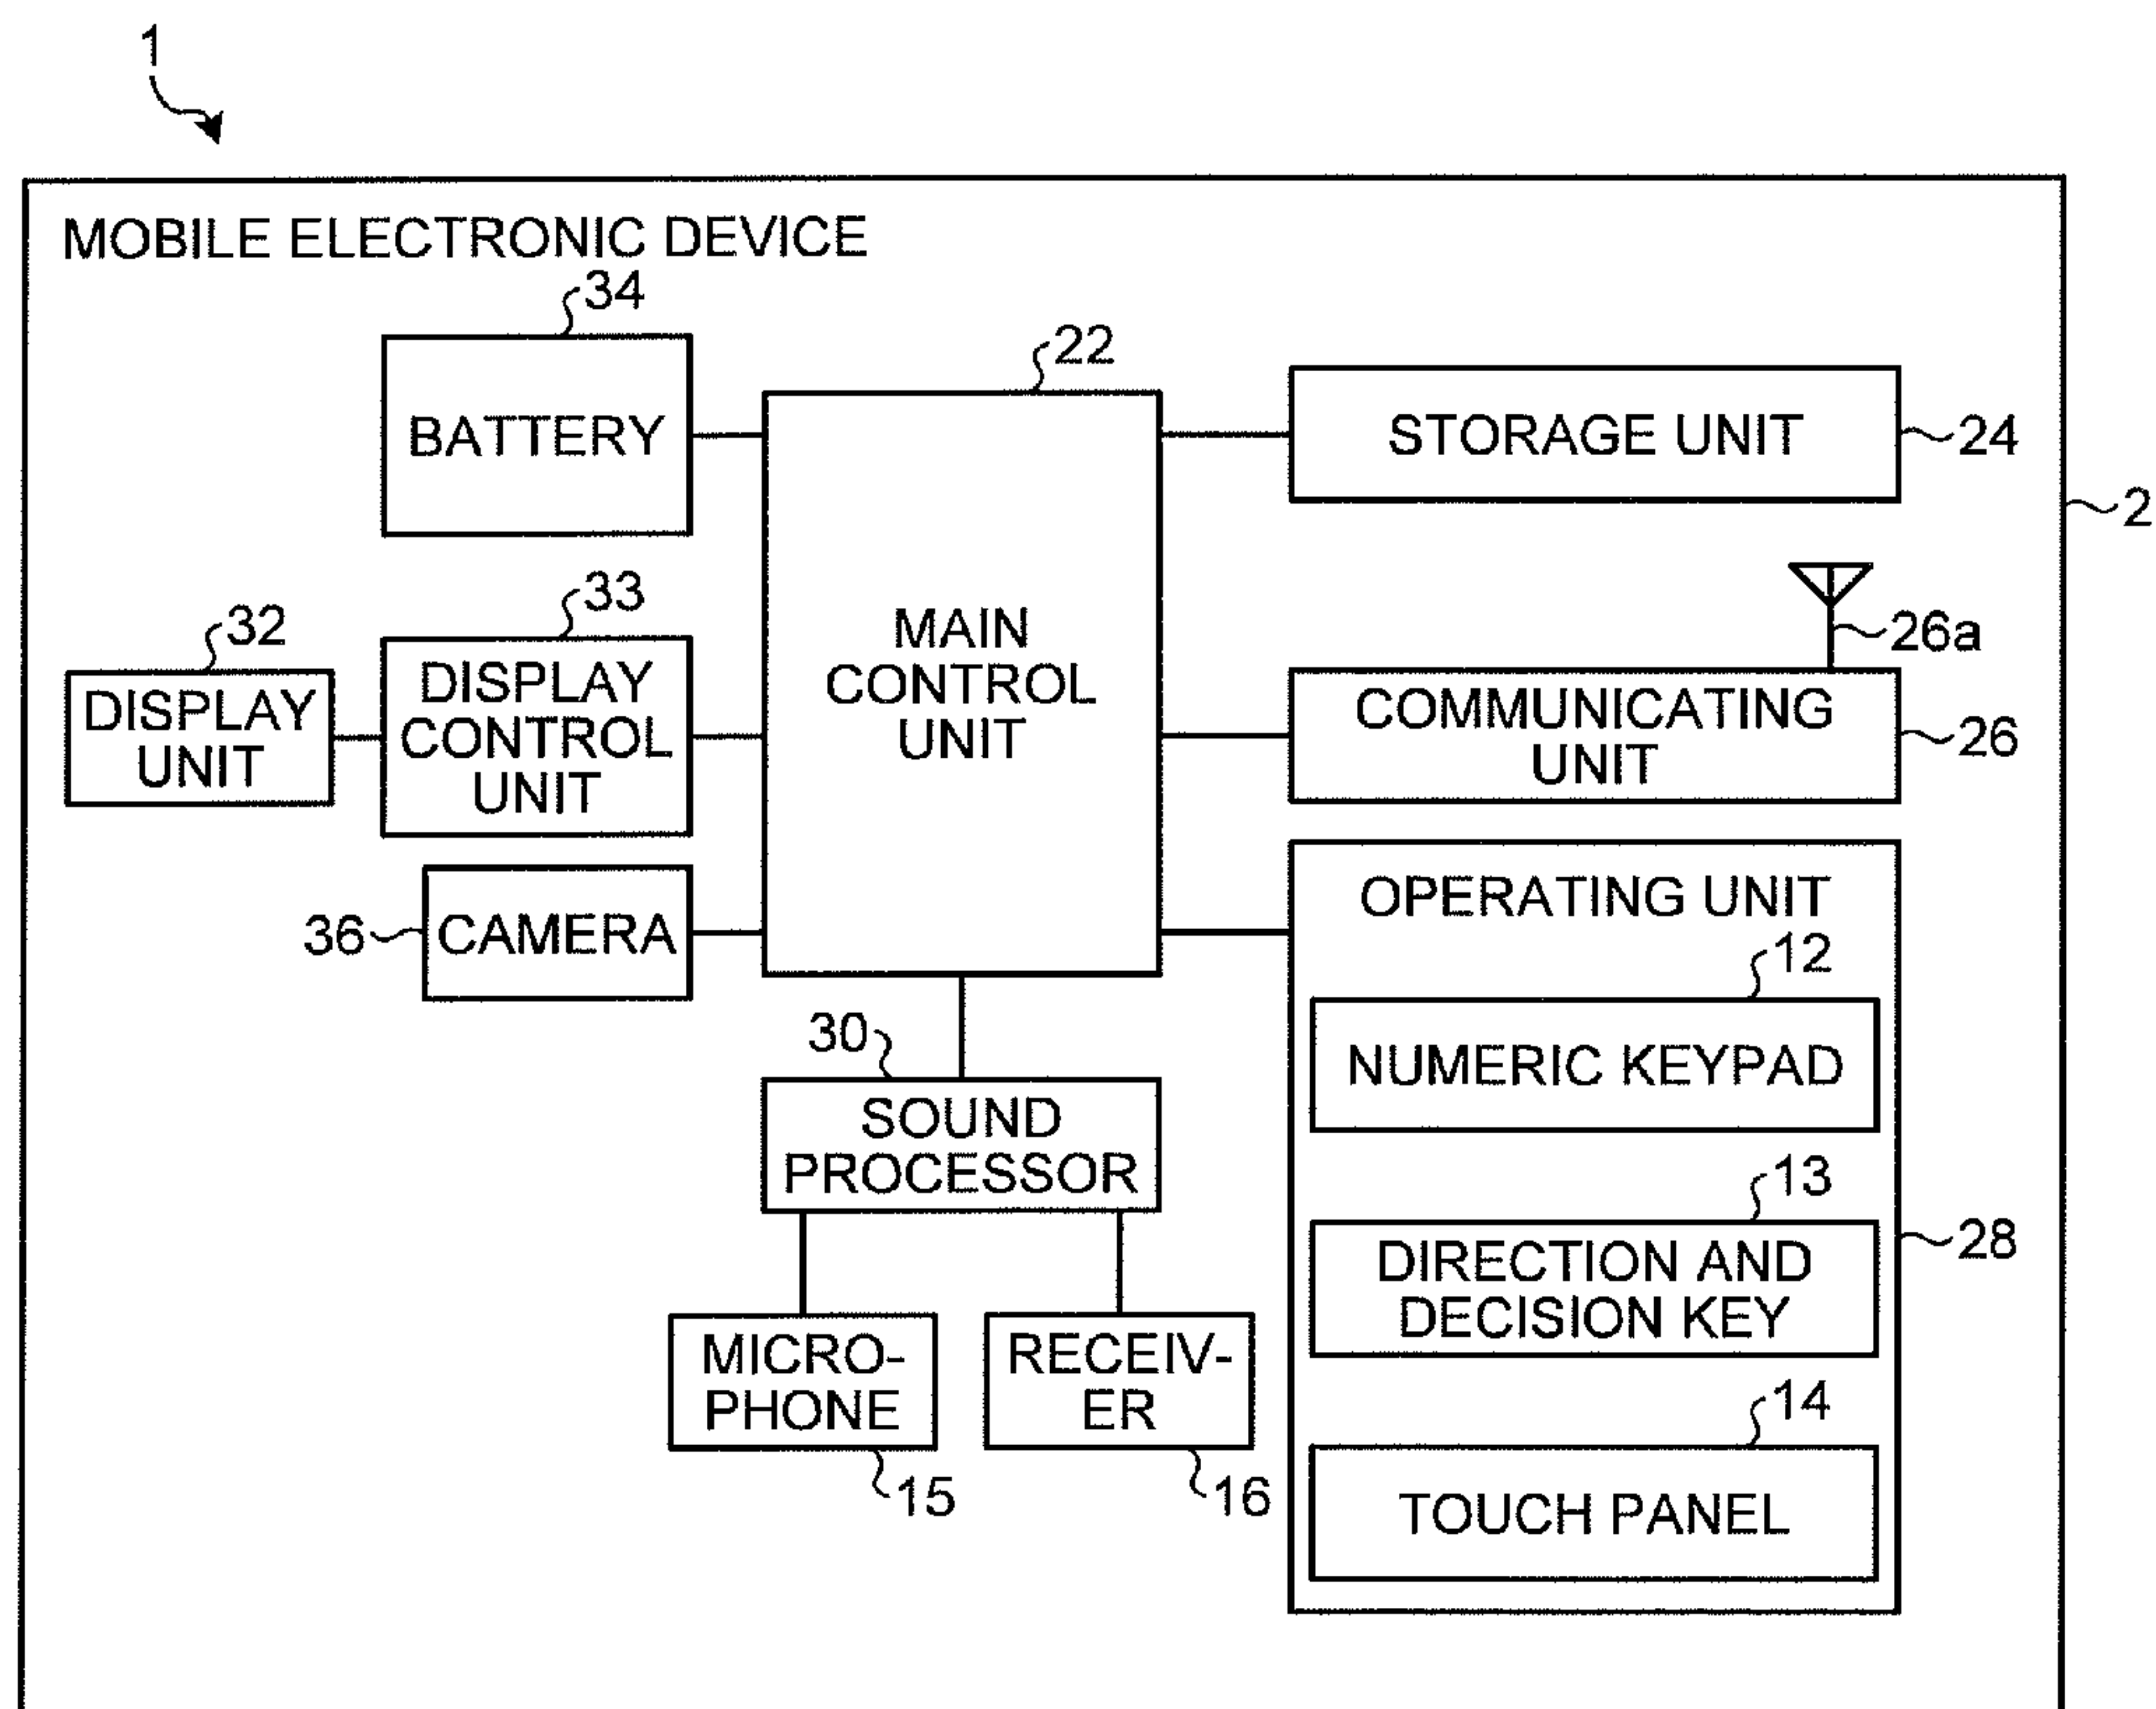 1
MOBILE ELECTRONIC DEVICE
34
22
BATTERY
STORAGE UNIT
24
2
33
32
26a
DISPLAY
UNIT
DISPLAY
CONTROL
UNIT
MAIN
CONTROL
UNIT
COMMUNICATING
UNIT
26
36
CAMERA
OPERATING UNIT
12
NUMERIC KEYPAD
30
SOUND
PROCESSOR
13
DIRECTION AND
DECISION KEY
28
MICRO-
PHONE
RECEIV-
ER
15
16
14
TOUCH PANEL